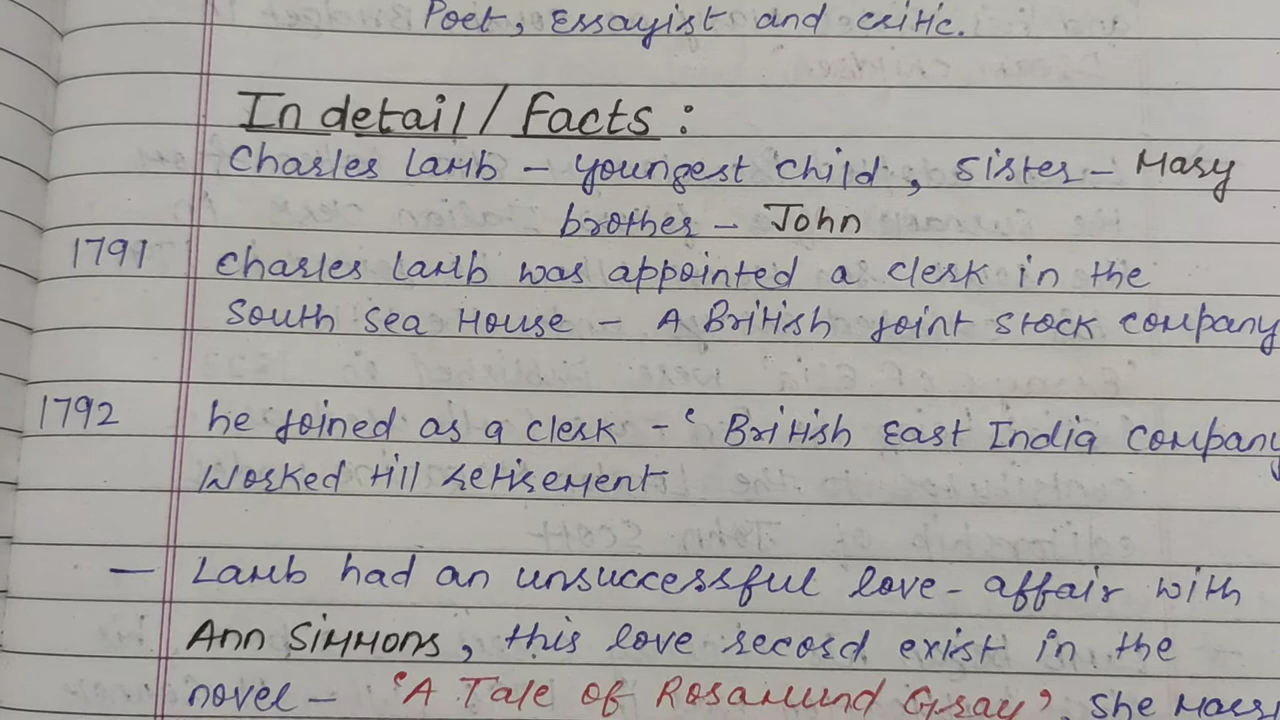 Poet, Essayist and critic.
In detail / Facts :
Charles Lamb – youngest child, Sister – Mary
brother – John
1791 Charles Lamb was appointed a clerk in the
South Sea House – A British Joint Stock Company
1792 he joined as a clerk – ‘ British East India Company
Worked till retirement
— Lamb had an unsuccessful love-affair with
Ann Simmons, this love record exist in the
novel – ‘A Tale of Rosamund Gray’. She